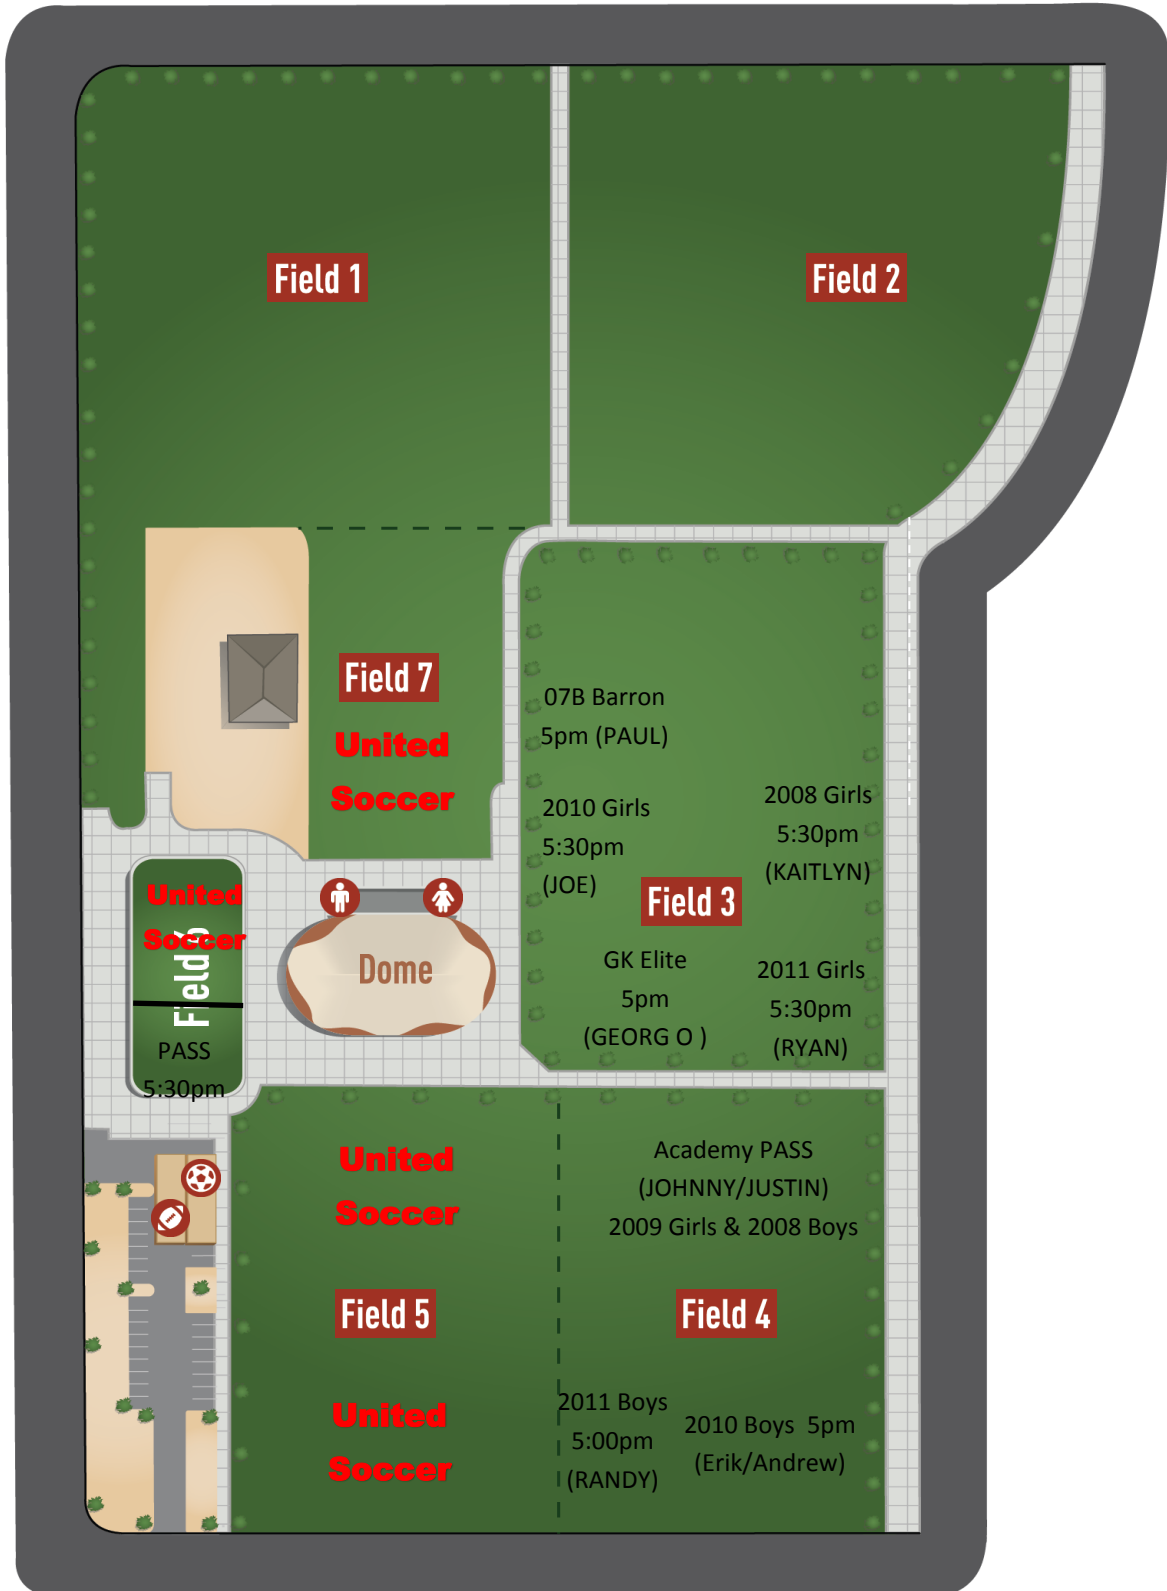 Field 1
Field 2
Field 7
United
Soccer
07B Barron
5pm (PAUL)
2010 Girls
5:30pm
(JOE)
2008 Girls
5:30pm
(KAITLYN)
Field 3
GK Elite
5pm
(GEORG O )
2011 Girls
5:30pm
(RYAN)
United
Soccer
Field 6
PASS
5:30pm
Dome
United
Soccer
Academy PASS
(JOHNNY/JUSTIN)
2009 Girls & 2008 Boys
Field 5
Field 4
United
Soccer
2011 Boys
5:00pm
(RANDY)
2010 Boys  5pm
(Erik/Andrew)